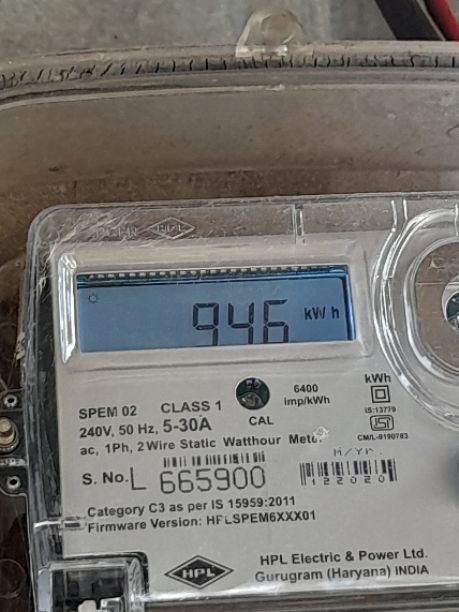 HPL
946 kWh
SPEM 02 CLASS 1
240V, 50 Hz, 5-30A
CAL
6400
imp/kWh
kWh
IS:13779
CM/L-9190783
ac, 1Ph, 2 Wire Static Watthour Meter
M/YR.
S. No. L 665900
122020
Category C3 as per IS 15959:2011
Firmware Version: HPLSPEM6XXX01
HPL
HPL Electric & Power Ltd.
Gurugram (Haryana) INDIA